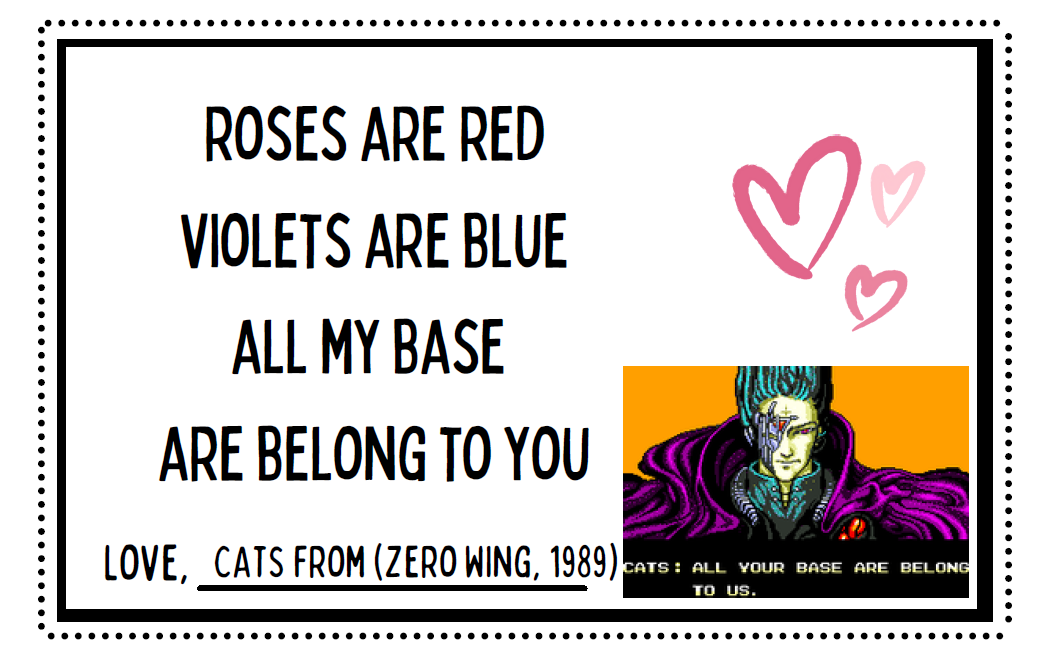 ROSES ARE RED
VIOLETS ARE BLUE
ALL MY BASE
ARE BELONG TO YOU
LOVE, CATS FROM (ZERO WING, 1989)
CATS: ALL YOUR BASE ARE BELONG
TO US.